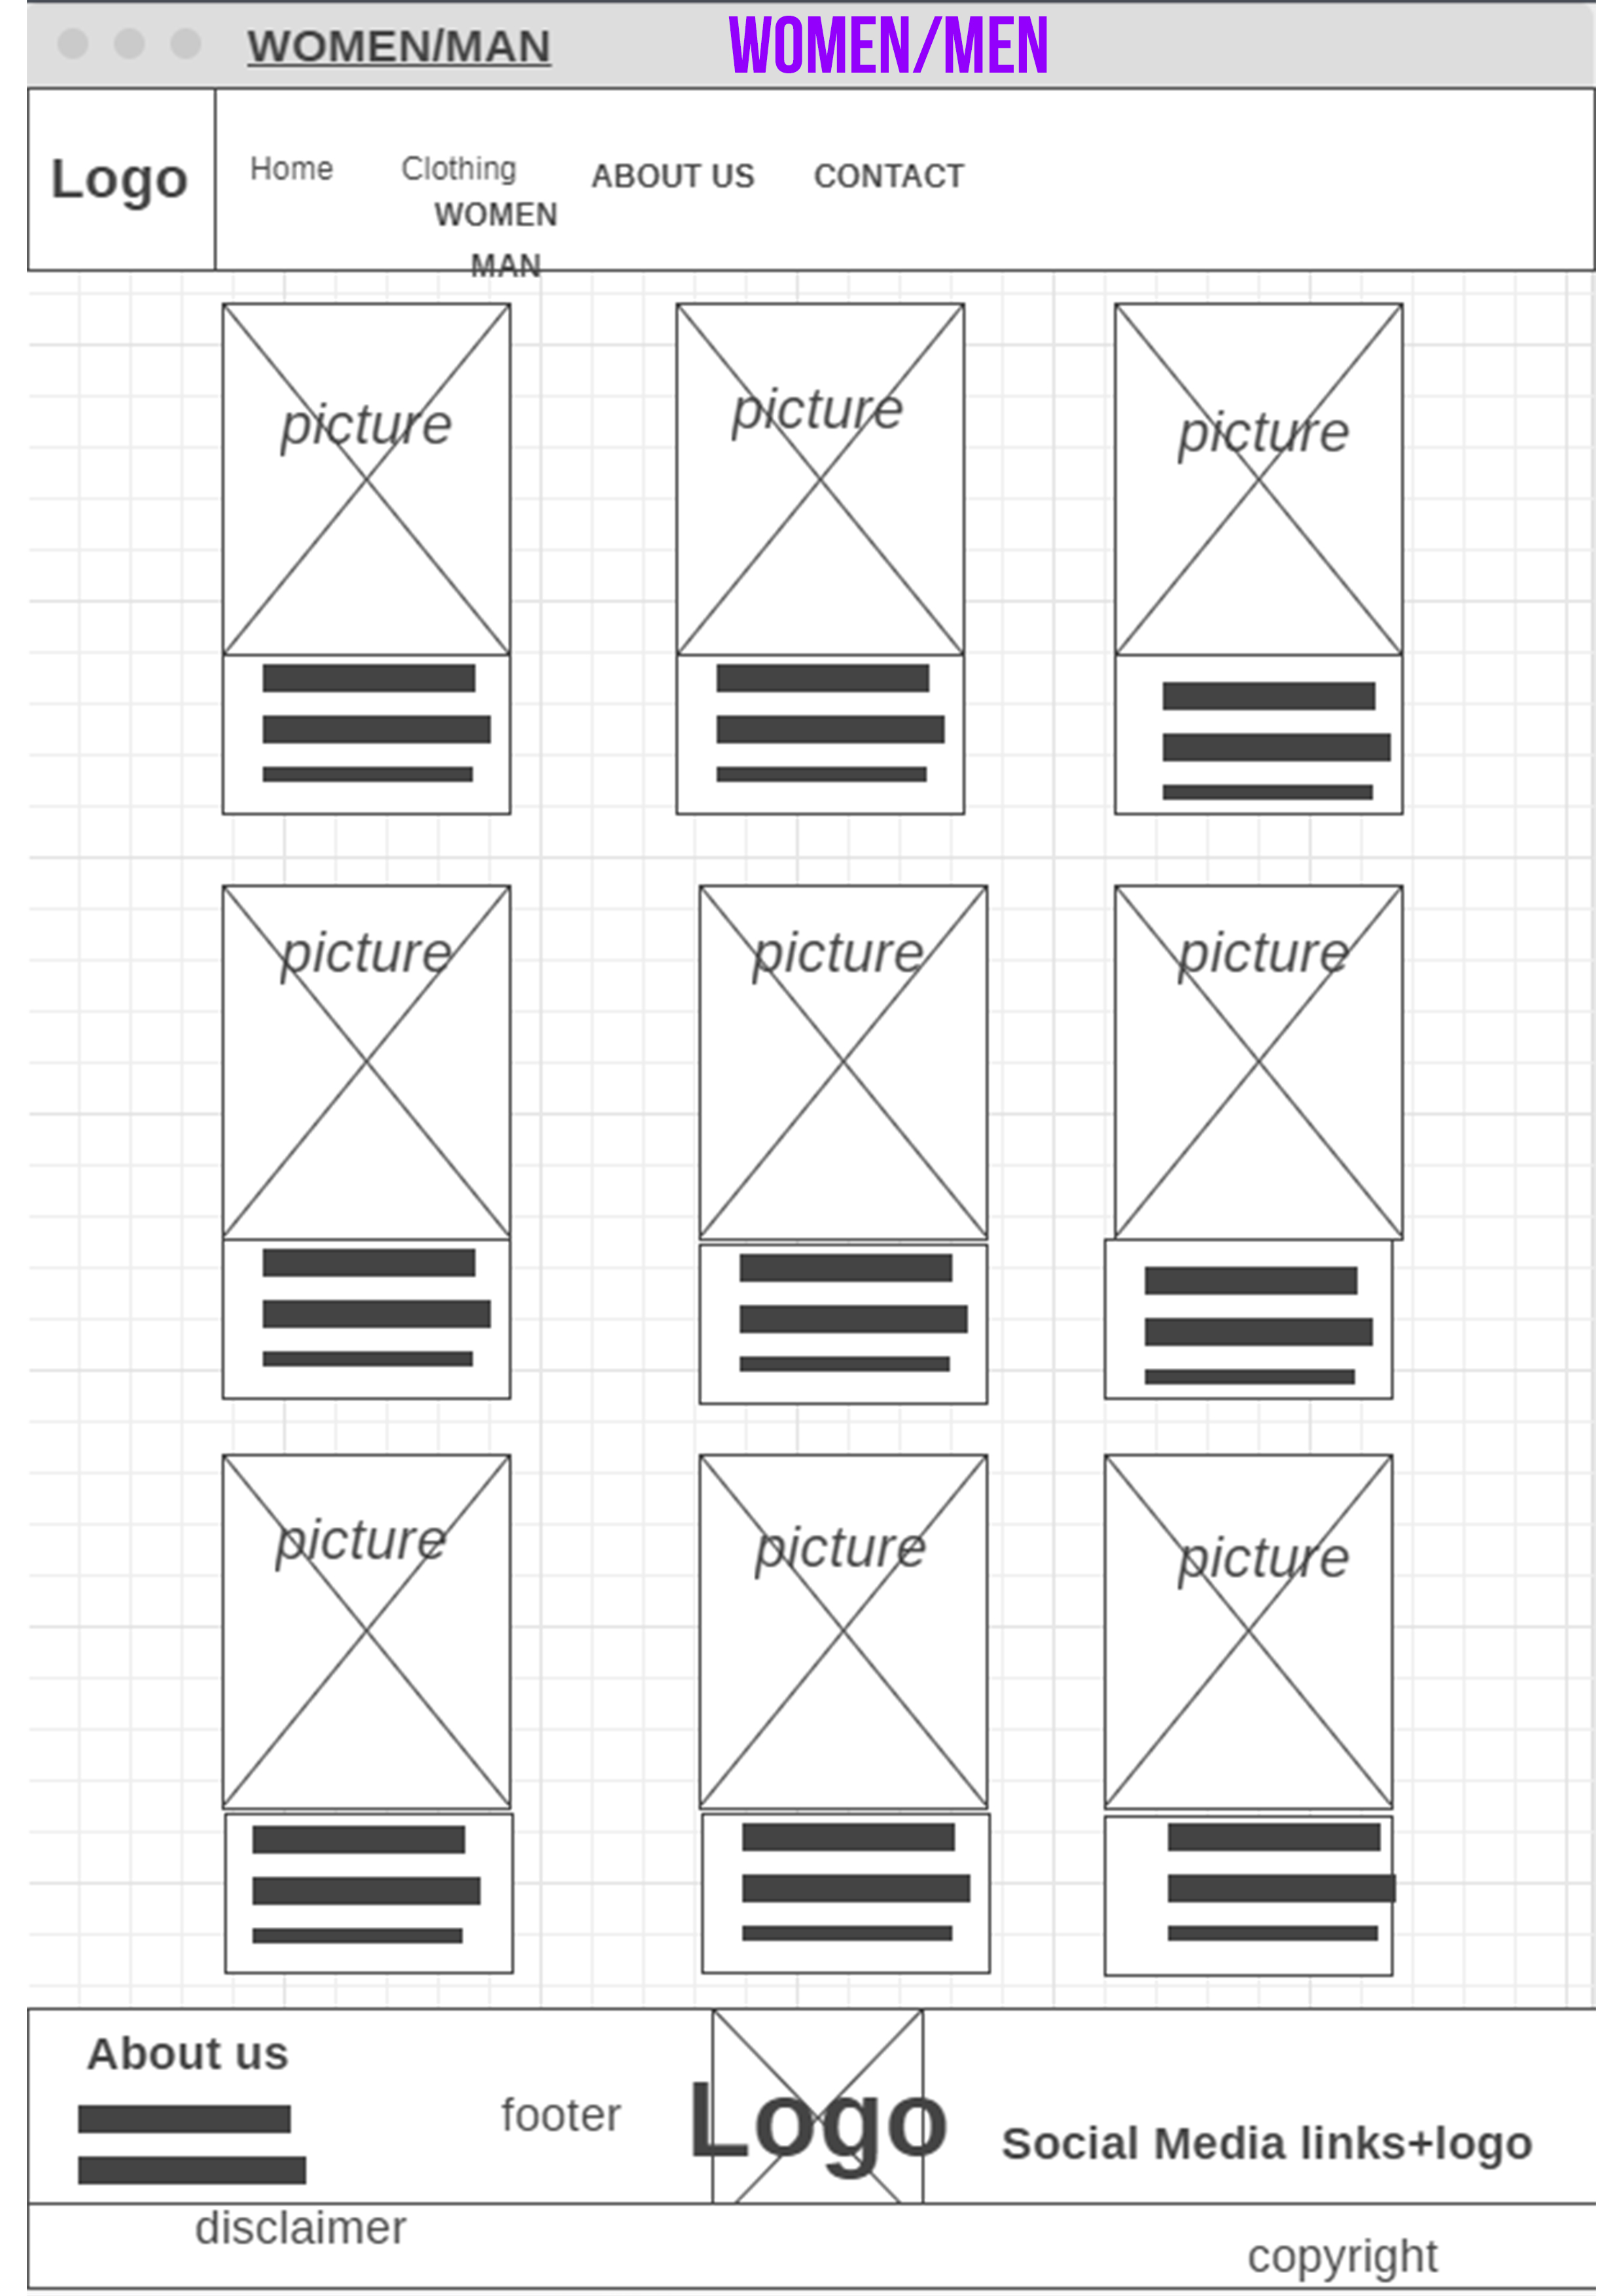 WOMEN/MAN
WOMEN/MEN
Logo
Home
Clothing
ABOUT US
CONTACT
WOMEN
MAN
picture
picture
picture
picture
picture
picture
picture
picture
picture
About us
footer
Logo
Social Media links+logo
disclaimer
copyright